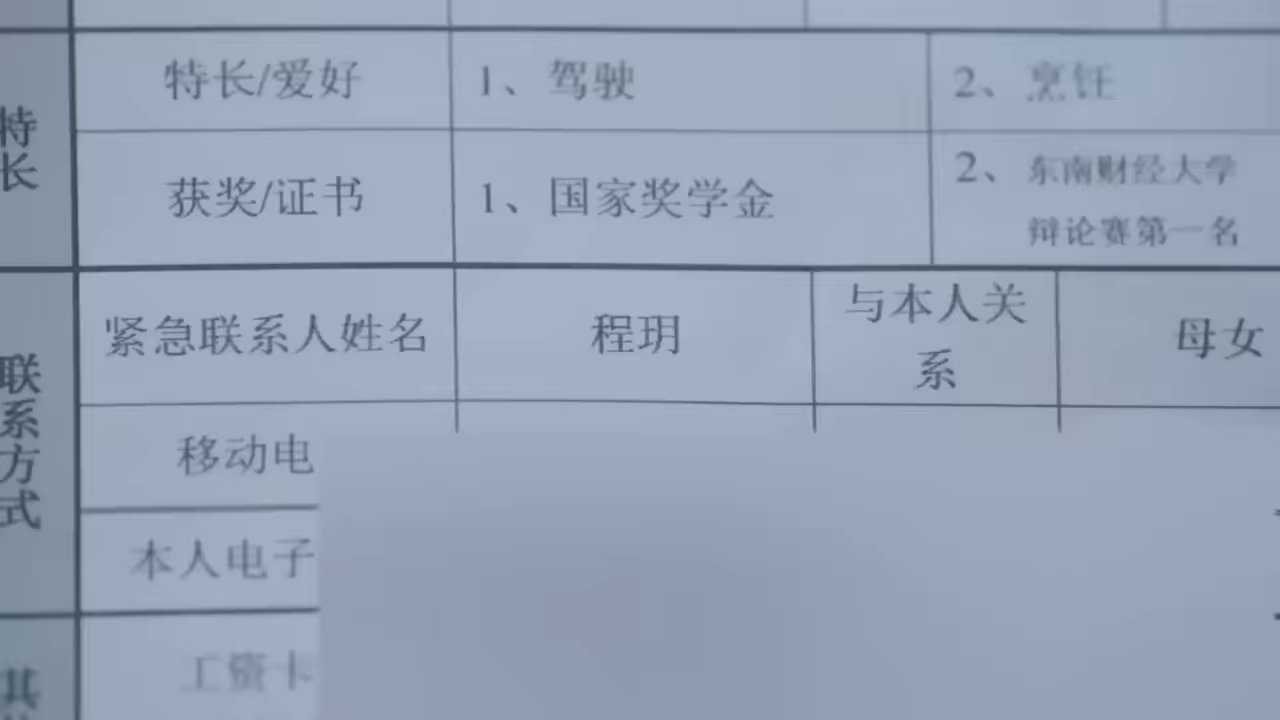 特长
特长/爱好 1、驾驶 2、烹饪
获奖/证书 1、国家奖学金 2、东南财经大学
辩论赛第一名
联系方式
紧急联系人姓名 程玥 与本人关系 母女
移动电
本人电子
工资卡
其